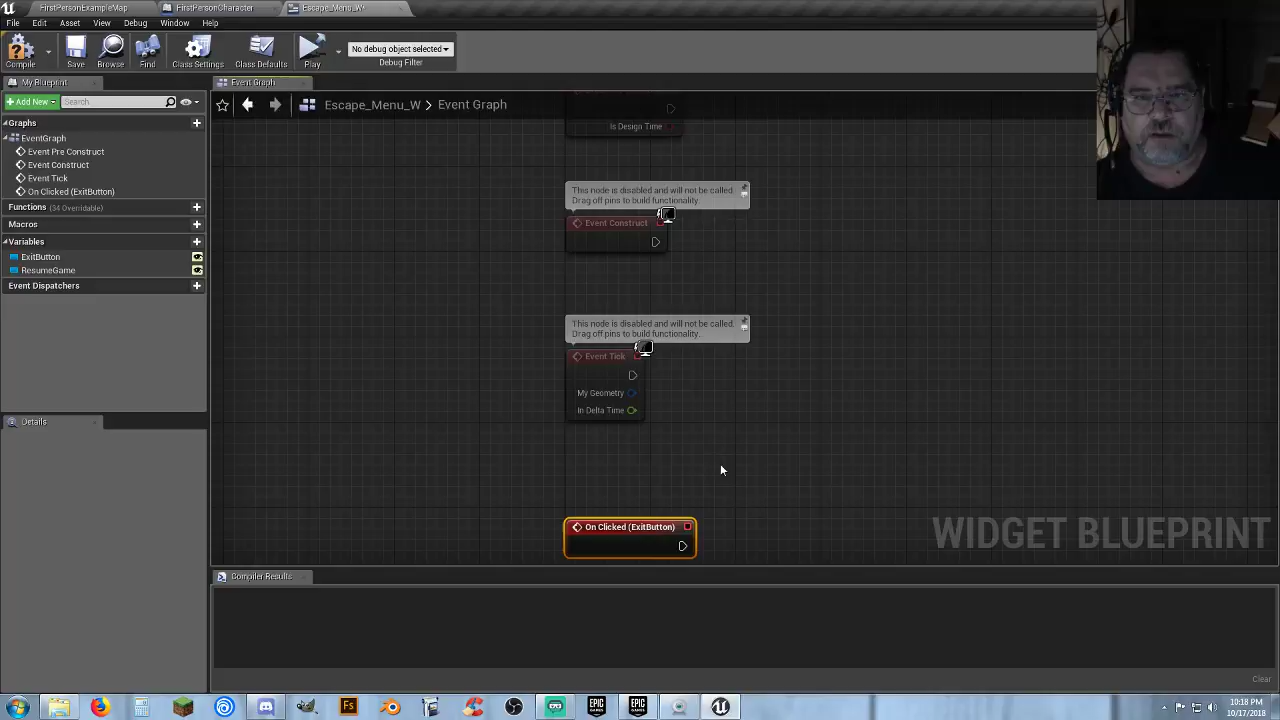 FirstPersonExampleMap
FirstPersonCharacter
Escape_Menu_W
File Edit Asset View Debug Window Help
Compile Save Browse Find Class Settings Class Defaults Play
No debug object selected
Debug Filter
My Blueprint
Event Graph
Add New Search
Escape_Menu_W > Event Graph
Graphs
EventGraph
Event Pre Construct
Event Construct
Event Tick
On Clicked (ExitButton)
Functions (34 Overridable)
Macros
Variables
ExitButton
ResumeGame
Event Dispatchers
Details
Is Design Time
This node is disabled and will not be called.
Drag off pins to build functionality.
Event Construct
This node is disabled and will not be called.
Drag off pins to build functionality.
Event Tick
My Geometry
In Delta Time
On Clicked (ExitButton)
WIDGET BLUEPRINT
Compiler Results
Clear
Fs
EPIC GAMES
EPIC GAMES
10:18 PM
10/17/2018